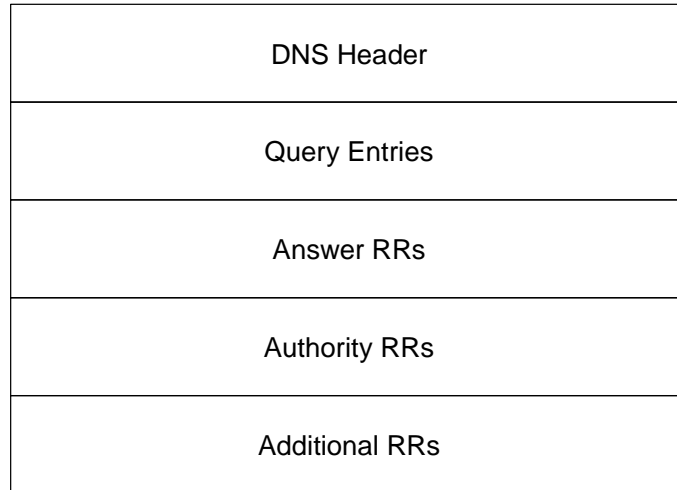 DNS Header
Query Entries
Answer RRs
Authority RRs
Additional RRs